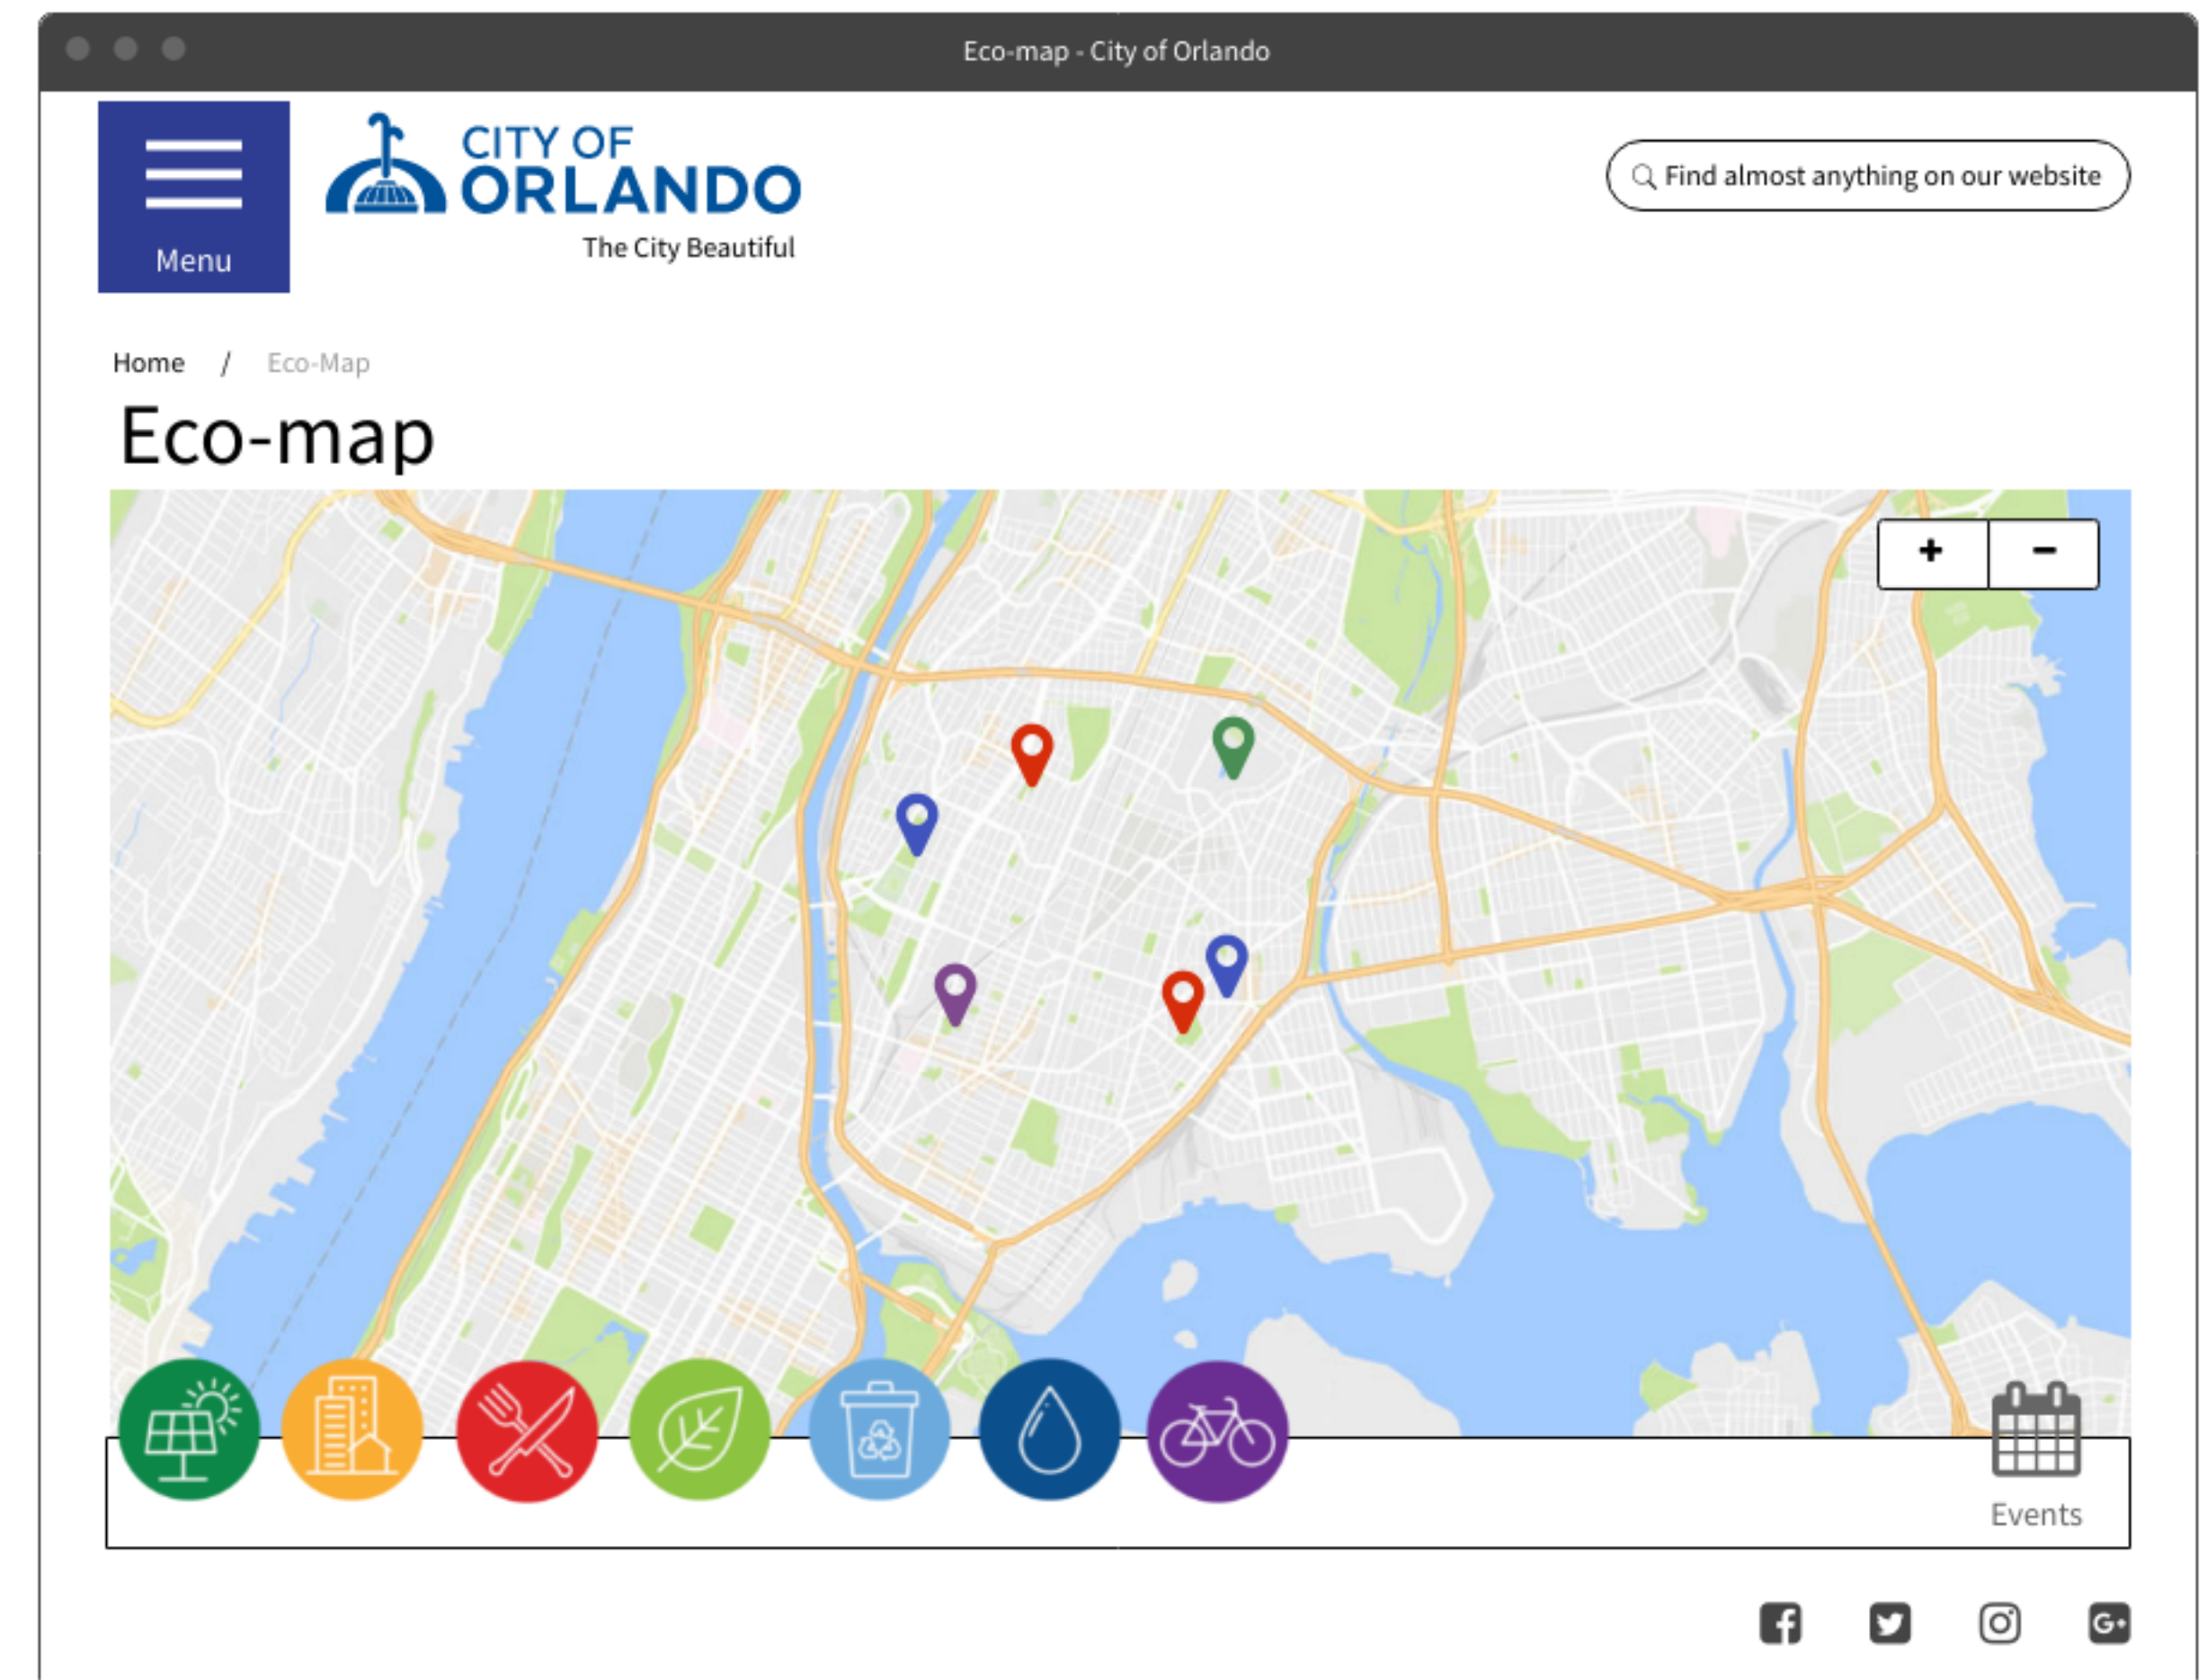 Eco-map - City of Orlando
Menu
CITY OF
ORLANDO
The City Beautiful
Find almost anything on our website
Home / Eco-Map
Eco-map
+ −
Events